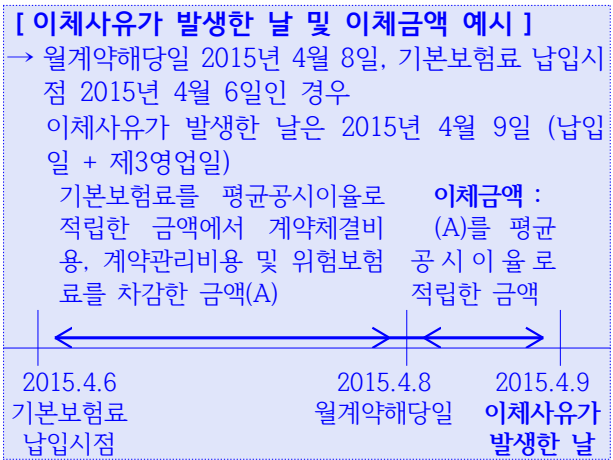 [ 이체사유가 발생한 날 및 이체금액 예시 ]
→ 월계약해당일 2015년 4월 8일, 기본보험료 납입시
점 2015년 4월 6일인 경우
이체사유가 발생한 날은 2015년 4월 9일 (납입
일 + 제3영업일)
기본보험료를 평균공시이율로
적립한 금액에서 계약체결비
용, 계약관리비용 및 위험보험
료를 차감한 금액(A)
이체금액 :
(A)를 평균
공시이율로
적립한 금액
2015.4.6
기본보험료
납입시점
2015.4.8
월계약해당일
2015.4.9
이체사유가
발생한 날